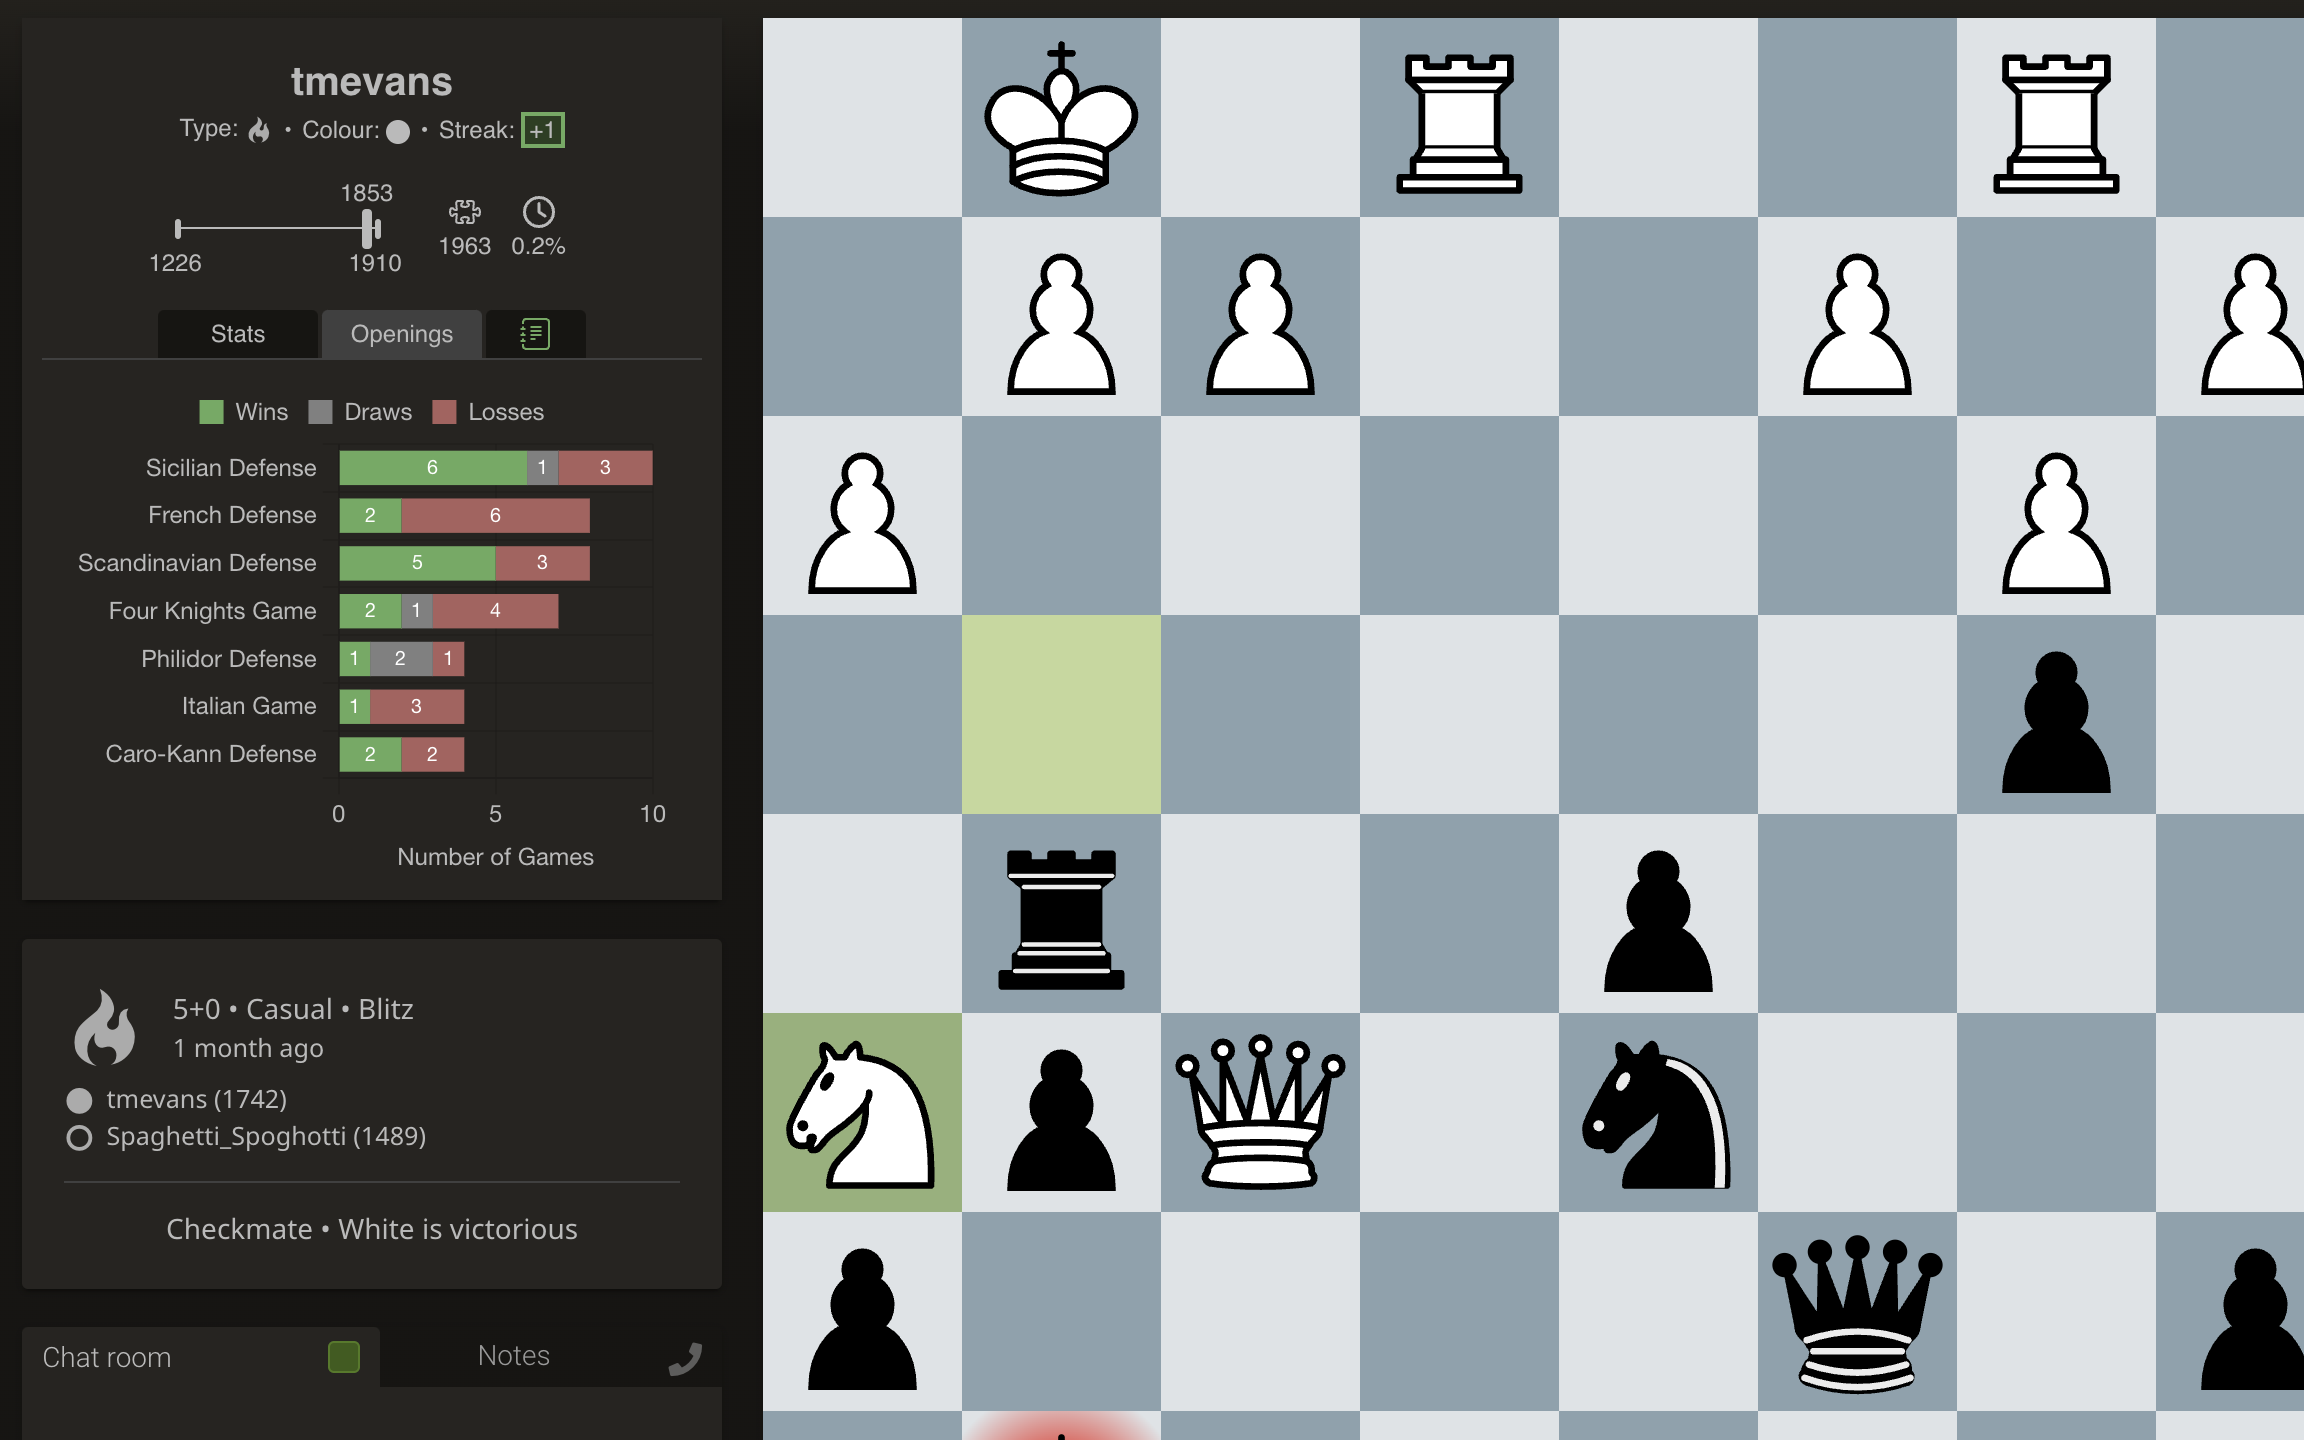 tmevans
Type: • Colour: • Streak: +1
1853
1226 1910 1963 0.2%
Stats Openings
Wins Draws Losses
Sicilian Defense 6 1 3
French Defense 2 6
Scandinavian Defense 5 3
Four Knights Game 2 1 4
Philidor Defense 1 2 1
Italian Game 1 3
Caro-Kann Defense 2 2
0 5 10
Number of Games
5+0 • Casual • Blitz
1 month ago
tmevans (1742)
Spaghetti_Spoghotti (1489)
Checkmate • White is victorious
Chat room Notes